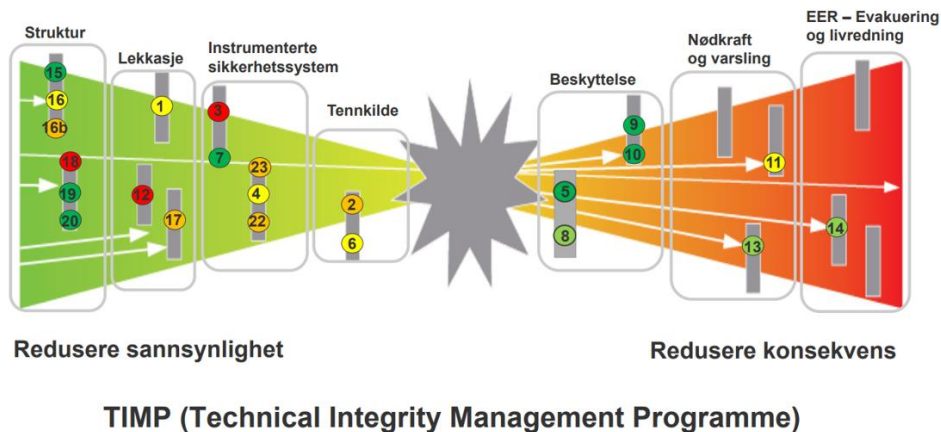 Struktur
Lekkasje
Instrumenterte
sikkerhetssystem
Tennkilde
Beskyttelse
Nødkraft
og varsling
EER – Evakuering
og livredning
15
16
16b
18
19
20
1
12
17
3
7
23
4
22
2
6
9
10
5
8
11
13
14
Redusere sannsynlighet
Redusere konsekvens
TIMP (Technical Integrity Management Programme)